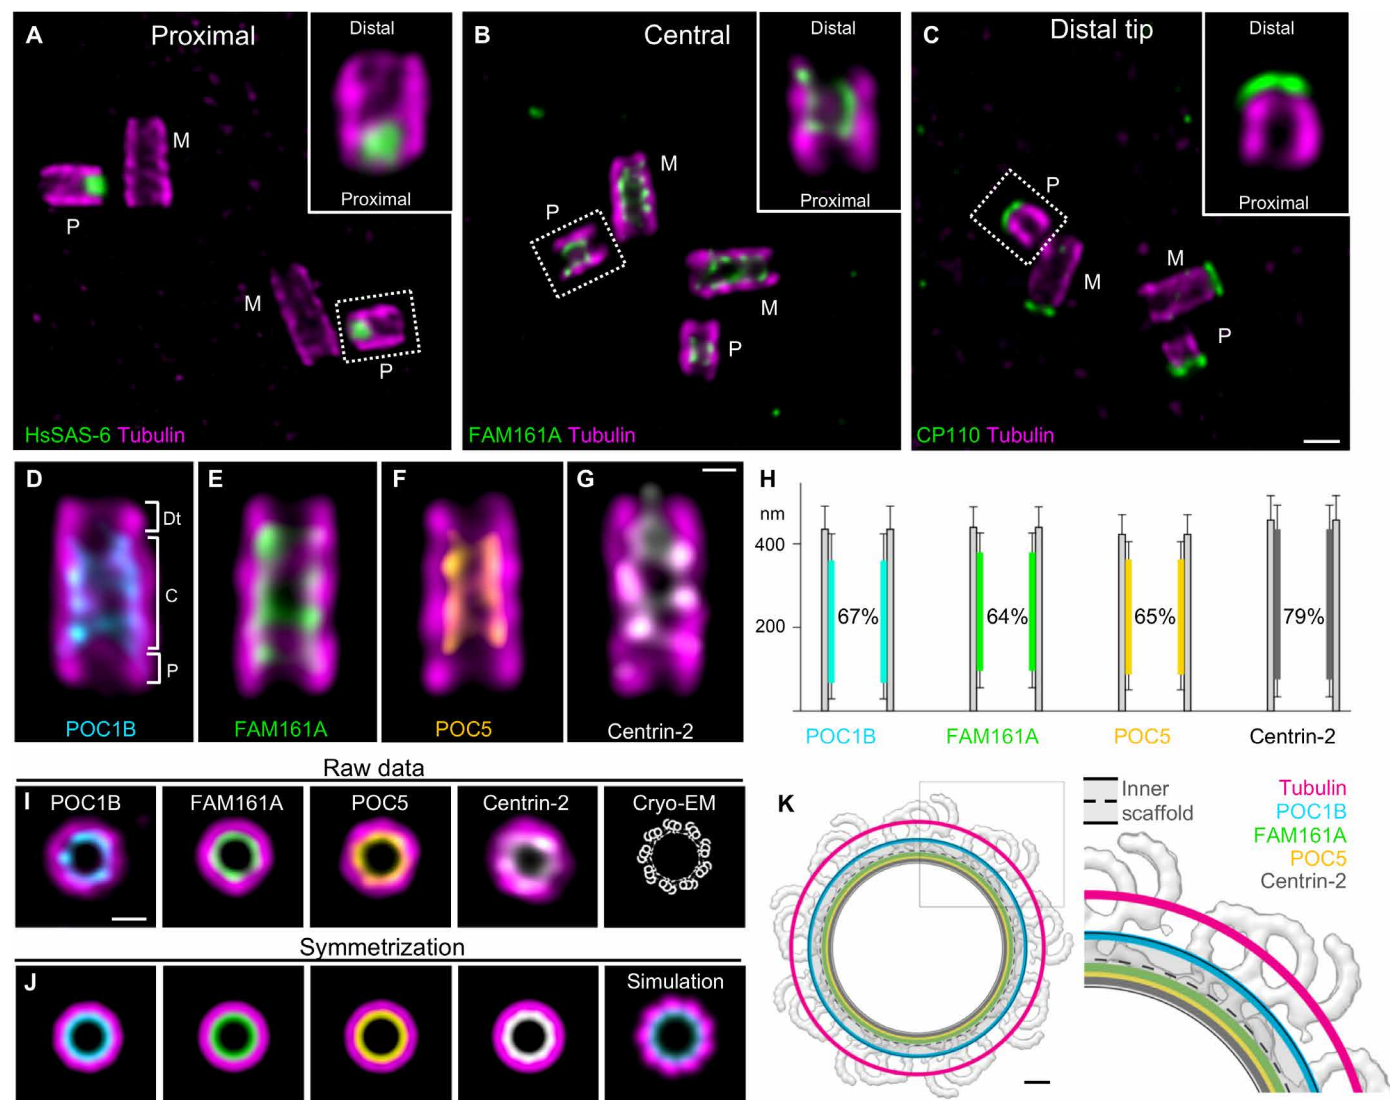 A
Proximal
Distal
M
P
Proximal
M
P
HsSAS-6 Tubulin
B
Central
Distal
M
P
Proximal
M
P
FAM161A Tubulin
C
Distal tip
Distal
P
Proximal
M
M
P
CP110 Tubulin
D
Dt
C
P
POC1B
E
FAM161A
F
POC5
G
Centrin-2
H
nm
400
200
67%
64%
65%
79%
POC1B
FAM161A
POC5
Centrin-2
Raw data
I
POC1B
FAM161A
POC5
Centrin-2
Cryo-EM
Symmetrization
J
Simulation
K
Inner
scaffold
Tubulin
POC1B
FAM161A
POC5
Centrin-2